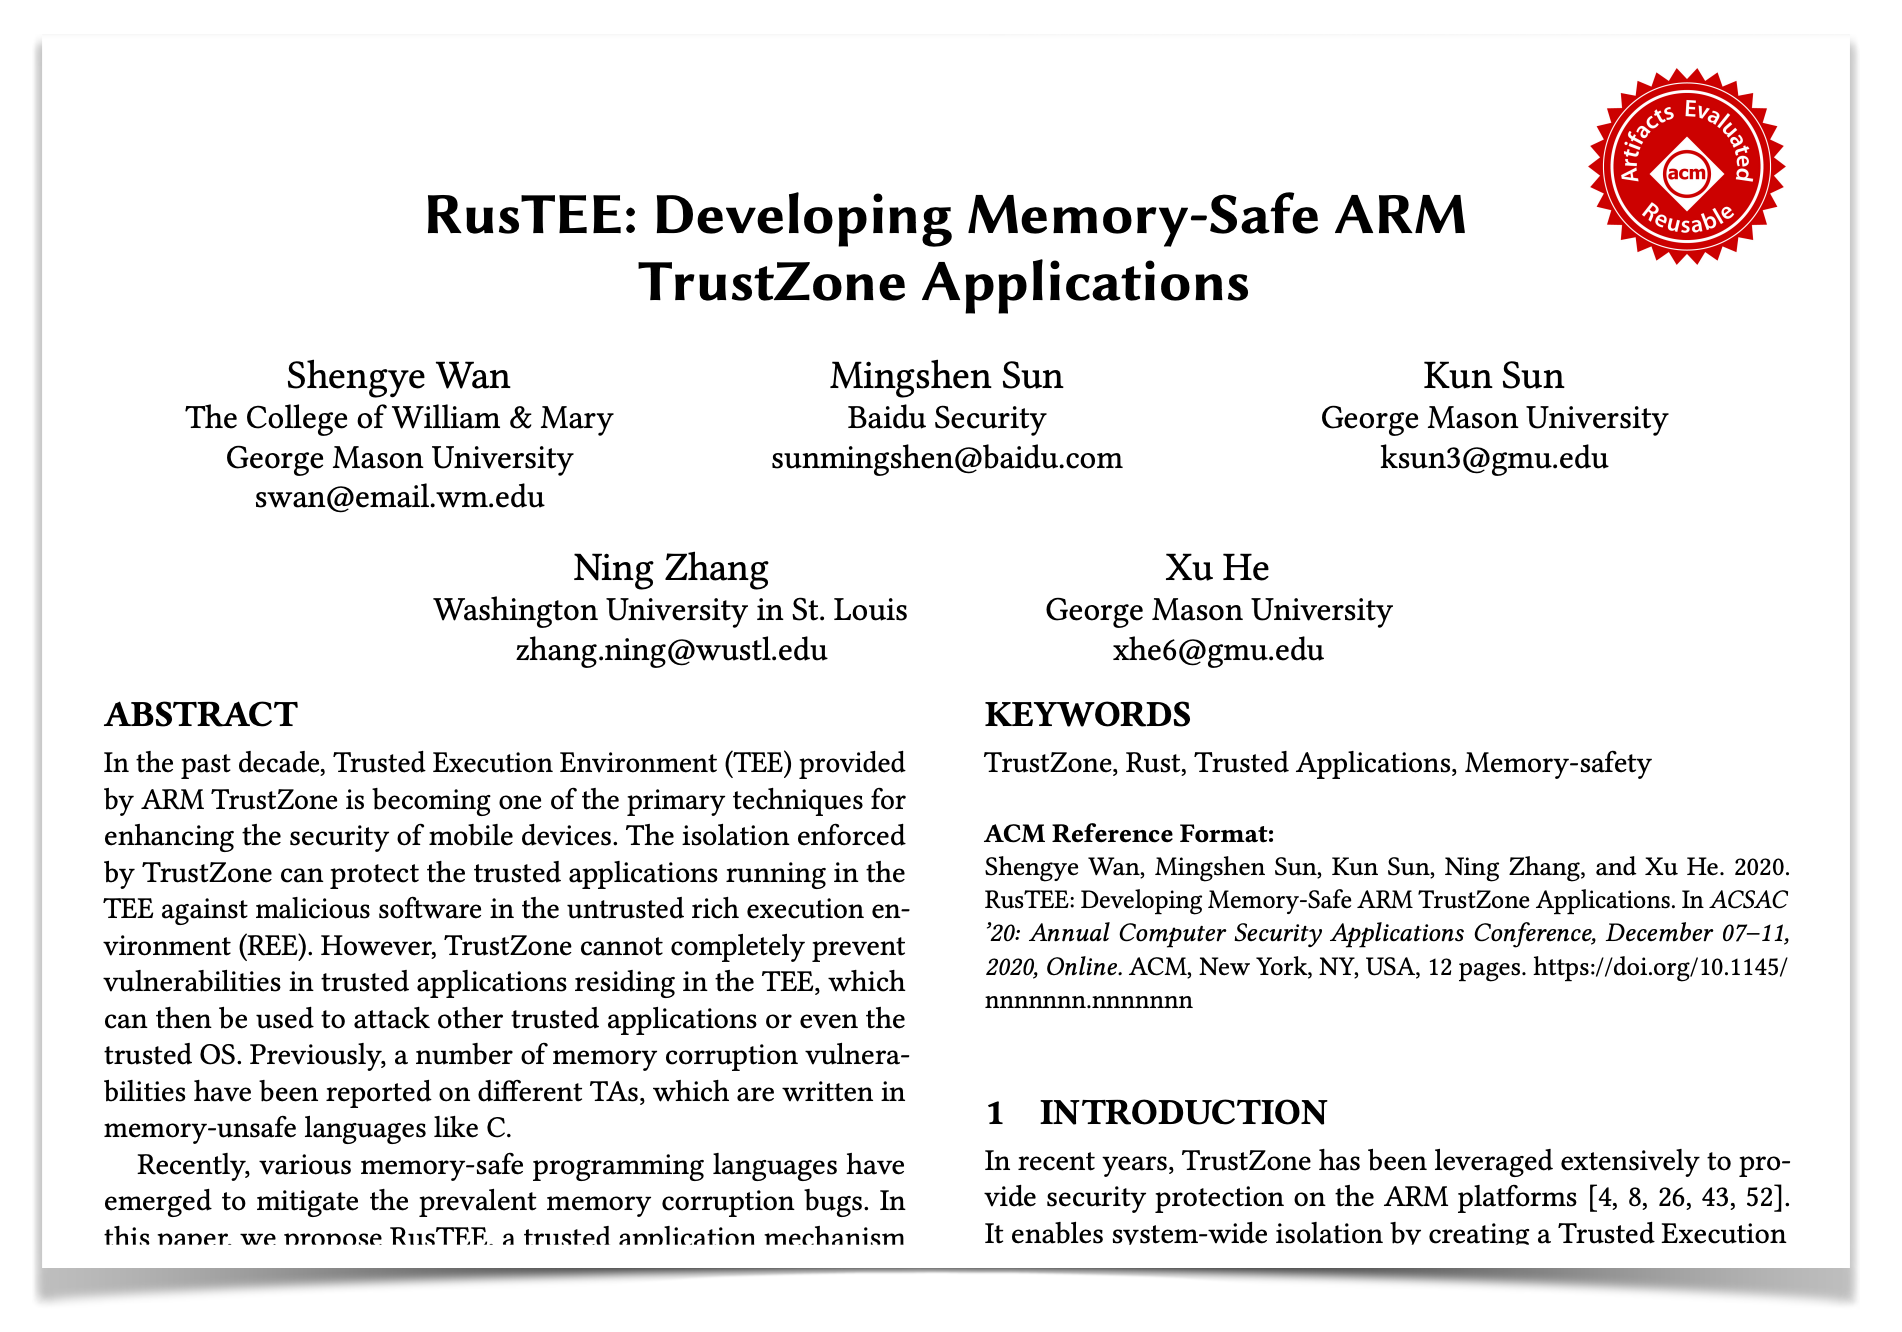 Artifacts Evaluated
acm
Reusable
RusTEE: Developing Memory-Safe ARM
TrustZone Applications
Shengye Wan
The College of William & Mary
George Mason University
swan@email.wm.edu
Mingshen Sun
Baidu Security
sunmingshen@baidu.com
Kun Sun
George Mason University
ksun3@gmu.edu
Ning Zhang
Washington University in St. Louis
zhang.ning@wustl.edu
Xu He
George Mason University
xhe6@gmu.edu
ABSTRACT
In the past decade, Trusted Execution Environment (TEE) provided
by ARM TrustZone is becoming one of the primary techniques for
enhancing the security of mobile devices. The isolation enforced
by TrustZone can protect the trusted applications running in the
TEE against malicious software in the untrusted rich execution en-
vironment (REE). However, TrustZone cannot completely prevent
vulnerabilities in trusted applications residing in the TEE, which
can then be used to attack other trusted applications or even the
trusted OS. Previously, a number of memory corruption vulnera-
bilities have been reported on different TAs, which are written in
memory-unsafe languages like C.
Recently, various memory-safe programming languages have
emerged to mitigate the prevalent memory corruption bugs. In
this paper, we propose RusTEE, a trusted application mechanism
KEYWORDS
TrustZone, Rust, Trusted Applications, Memory-safety
ACM Reference Format:
Shengye Wan, Mingshen Sun, Kun Sun, Ning Zhang, and Xu He. 2020.
RusTEE: Developing Memory-Safe ARM TrustZone Applications. In ACSAC
’20: Annual Computer Security Applications Conference, December 07–11,
2020, Online. ACM, New York, NY, USA, 12 pages. https://doi.org/10.1145/
nnnnnnn.nnnnnnn
1 INTRODUCTION
In recent years, TrustZone has been leveraged extensively to pro-
vide security protection on the ARM platforms [4, 8, 26, 43, 52].
It enables system-wide isolation by creating a Trusted Execution